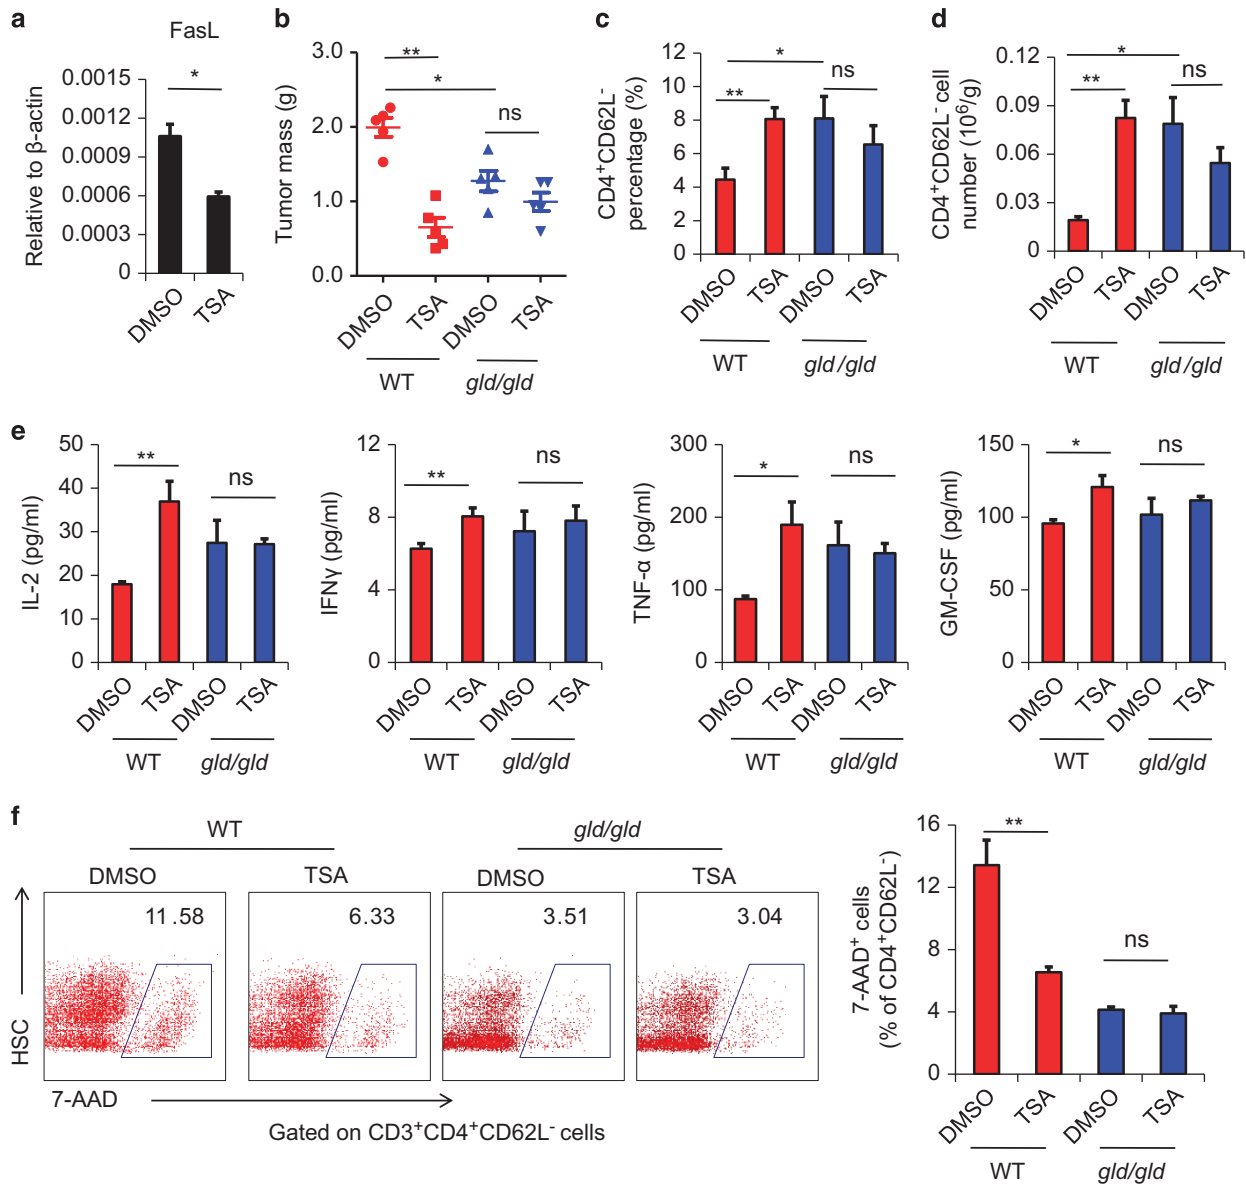 a
FasL
*
Relative to β-actin
0.0015
0.0012
0.0009
0.0006
0.0003
0
DMSO
TSA
b
**
*
ns
Tumor mass (g)
3.0
2.0
1.0
0.0
DMSO
TSA
DMSO
TSA
WT
gld/gld
c
*
**
ns
CD4⁺CD62L⁻
percentage (%)
12
10
8
6
4
2
0
DMSO
TSA
DMSO
TSA
WT
gld/gld
d
*
**
ns
CD4⁺CD62L⁻ cell
number (10⁶/g)
0.12
0.09
0.06
0.03
0
DMSO
TSA
DMSO
TSA
WT
gld/gld
e
**
ns
IL-2 (pg/ml)
50
40
30
20
10
0
DMSO
TSA
DMSO
TSA
WT
gld/gld
**
ns
IFNγ (pg/ml)
12
8
4
0
DMSO
TSA
DMSO
TSA
WT
gld/gld
*
ns
TNF-α (pg/ml)
300
200
100
0
DMSO
TSA
DMSO
TSA
WT
gld/gld
*
ns
GM-CSF (pg/ml)
150
100
50
0
DMSO
TSA
DMSO
TSA
WT
gld/gld
f
WT
gld/gld
DMSO
TSA
DMSO
TSA
11.58
6.33
3.51
3.04
HSC
7-AAD
Gated on CD3⁺CD4⁺CD62L⁻ cells
**
ns
7-AAD⁺ cells
(% of CD4⁺CD62L⁻)
16
12
8
4
0
DMSO
TSA
DMSO
TSA
WT
gld/gld